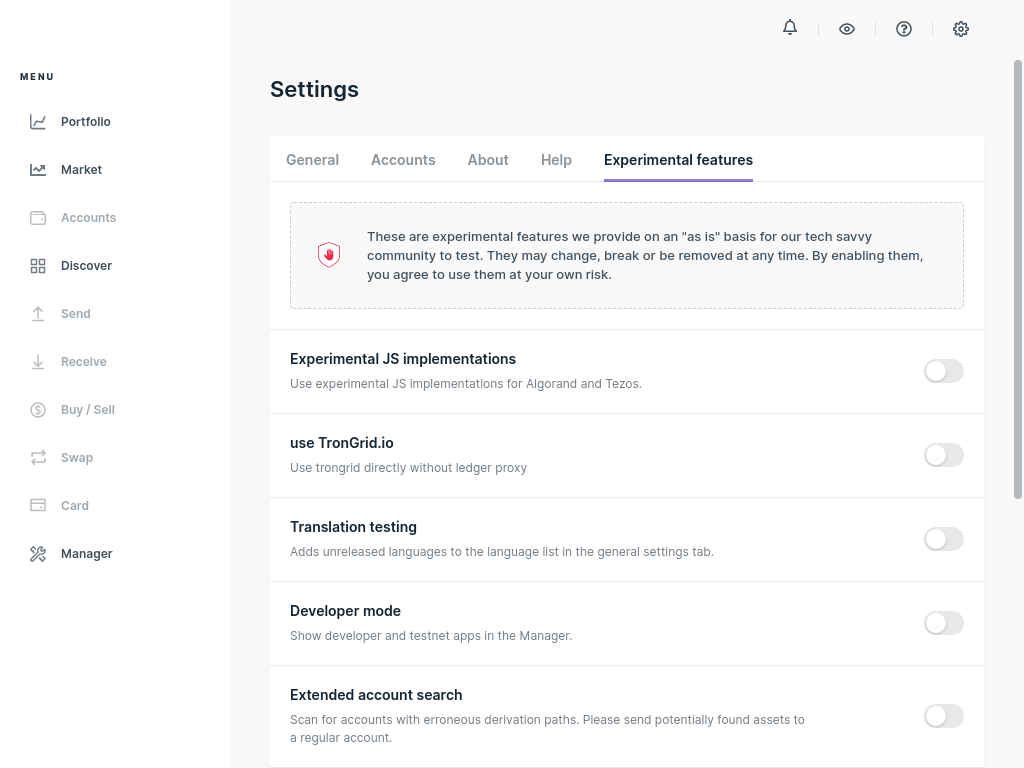 MENU
Portfolio
Market
Accounts
Discover
Send
Receive
Buy / Sell
Swap
Card
Manager
Settings
General
Accounts
About
Help
Experimental features
These are experimental features we provide on an "as is" basis for our tech savvy
community to test. They may change, break or be removed at any time. By enabling them,
you agree to use them at your own risk.
Experimental JS implementations
Use experimental JS implementations for Algorand and Tezos.
use TronGrid.io
Use trongrid directly without ledger proxy
Translation testing
Adds unreleased languages to the language list in the general settings tab.
Developer mode
Show developer and testnet apps in the Manager.
Extended account search
Scan for accounts with erroneous derivation paths. Please send potentially found assets to
a regular account.